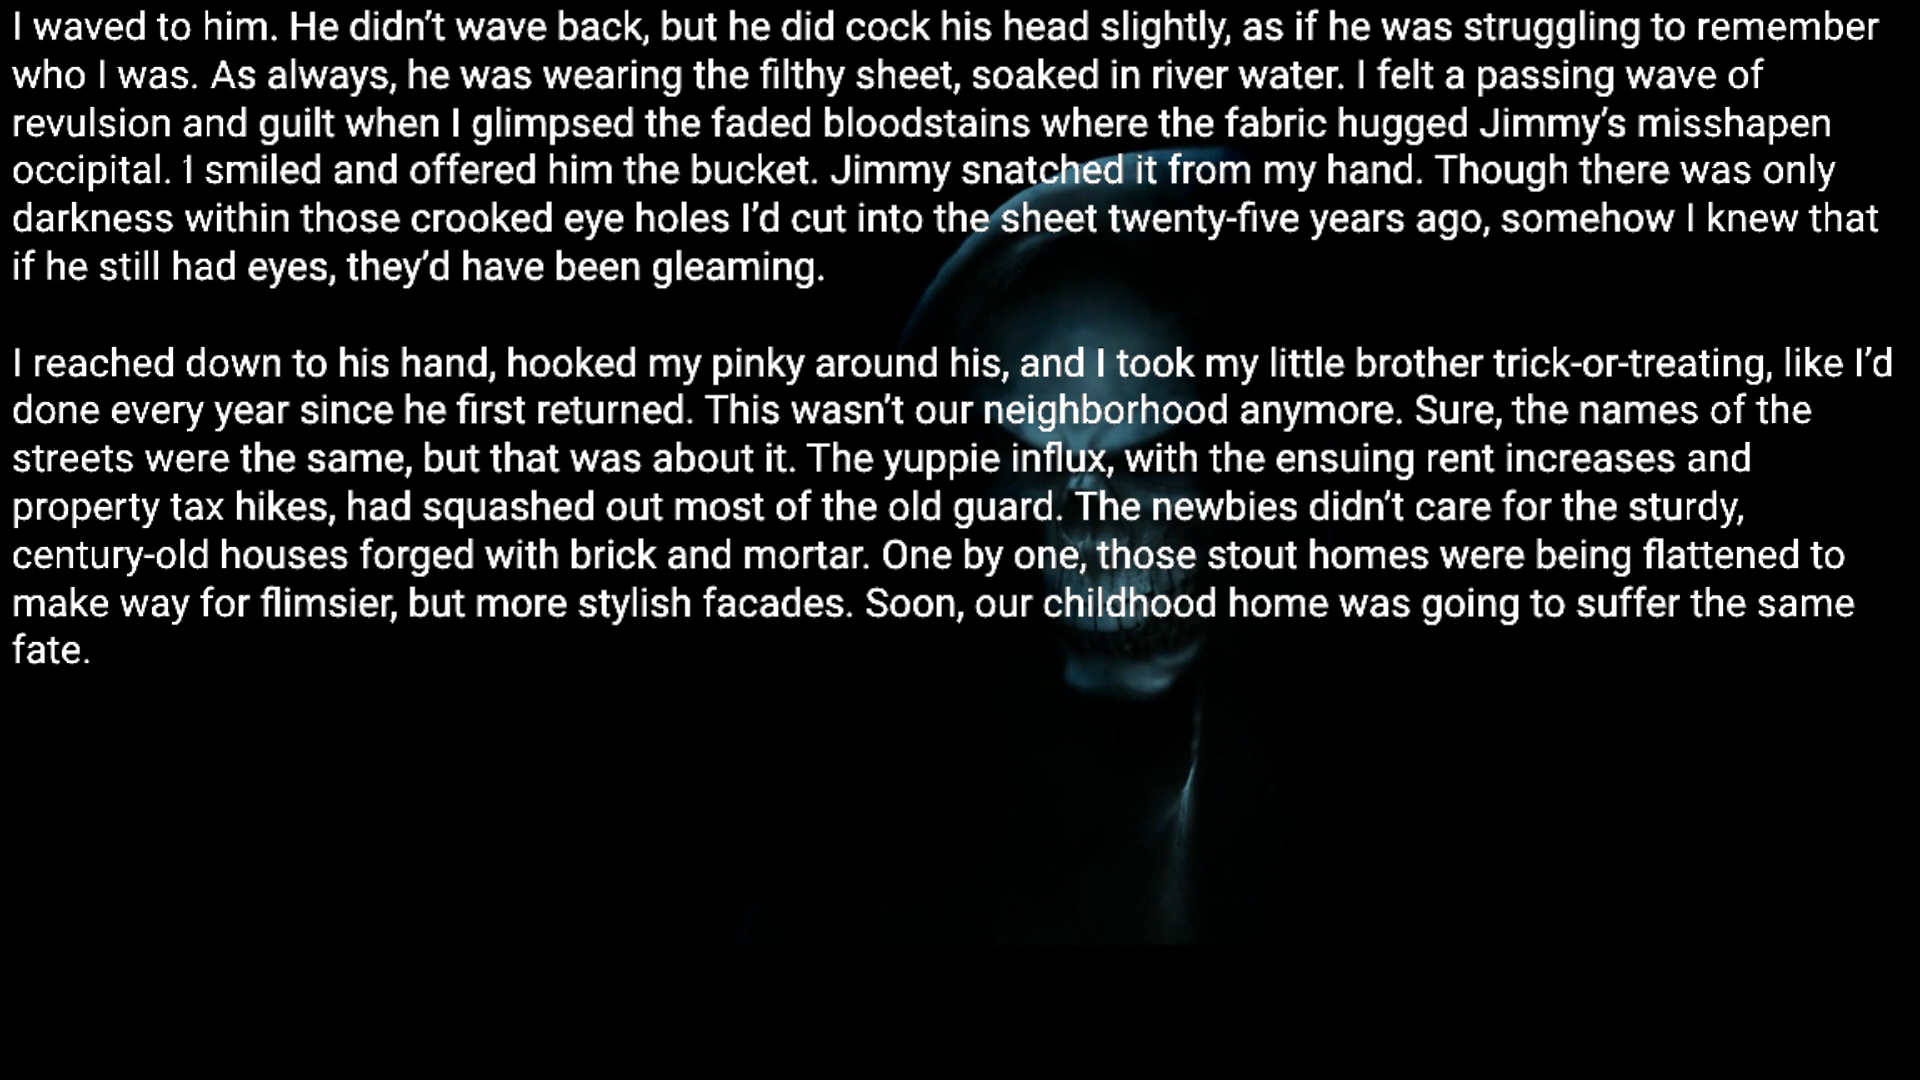 I waved to him. He didn’t wave back, but he did cock his head slightly, as if he was struggling to remember
who I was. As always, he was wearing the filthy sheet, soaked in river water. I felt a passing wave of
revulsion and guilt when I glimpsed the faded bloodstains where the fabric hugged Jimmy’s misshapen
occipital. I smiled and offered him the bucket. Jimmy snatched it from my hand. Though there was only
darkness within those crooked eye holes I’d cut into the sheet twenty-five years ago, somehow I knew that
if he still had eyes, they’d have been gleaming.
I reached down to his hand, hooked my pinky around his, and I took my little brother trick-or-treating, like I’d
done every year since he first returned. This wasn’t our neighborhood anymore. Sure, the names of the
streets were the same, but that was about it. The yuppie influx, with the ensuing rent increases and
property tax hikes, had squashed out most of the old guard. The newbies didn’t care for the sturdy,
century-old houses forged with brick and mortar. One by one, those stout homes were being flattened to
make way for flimsier, but more stylish facades. Soon, our childhood home was going to suffer the same
fate.